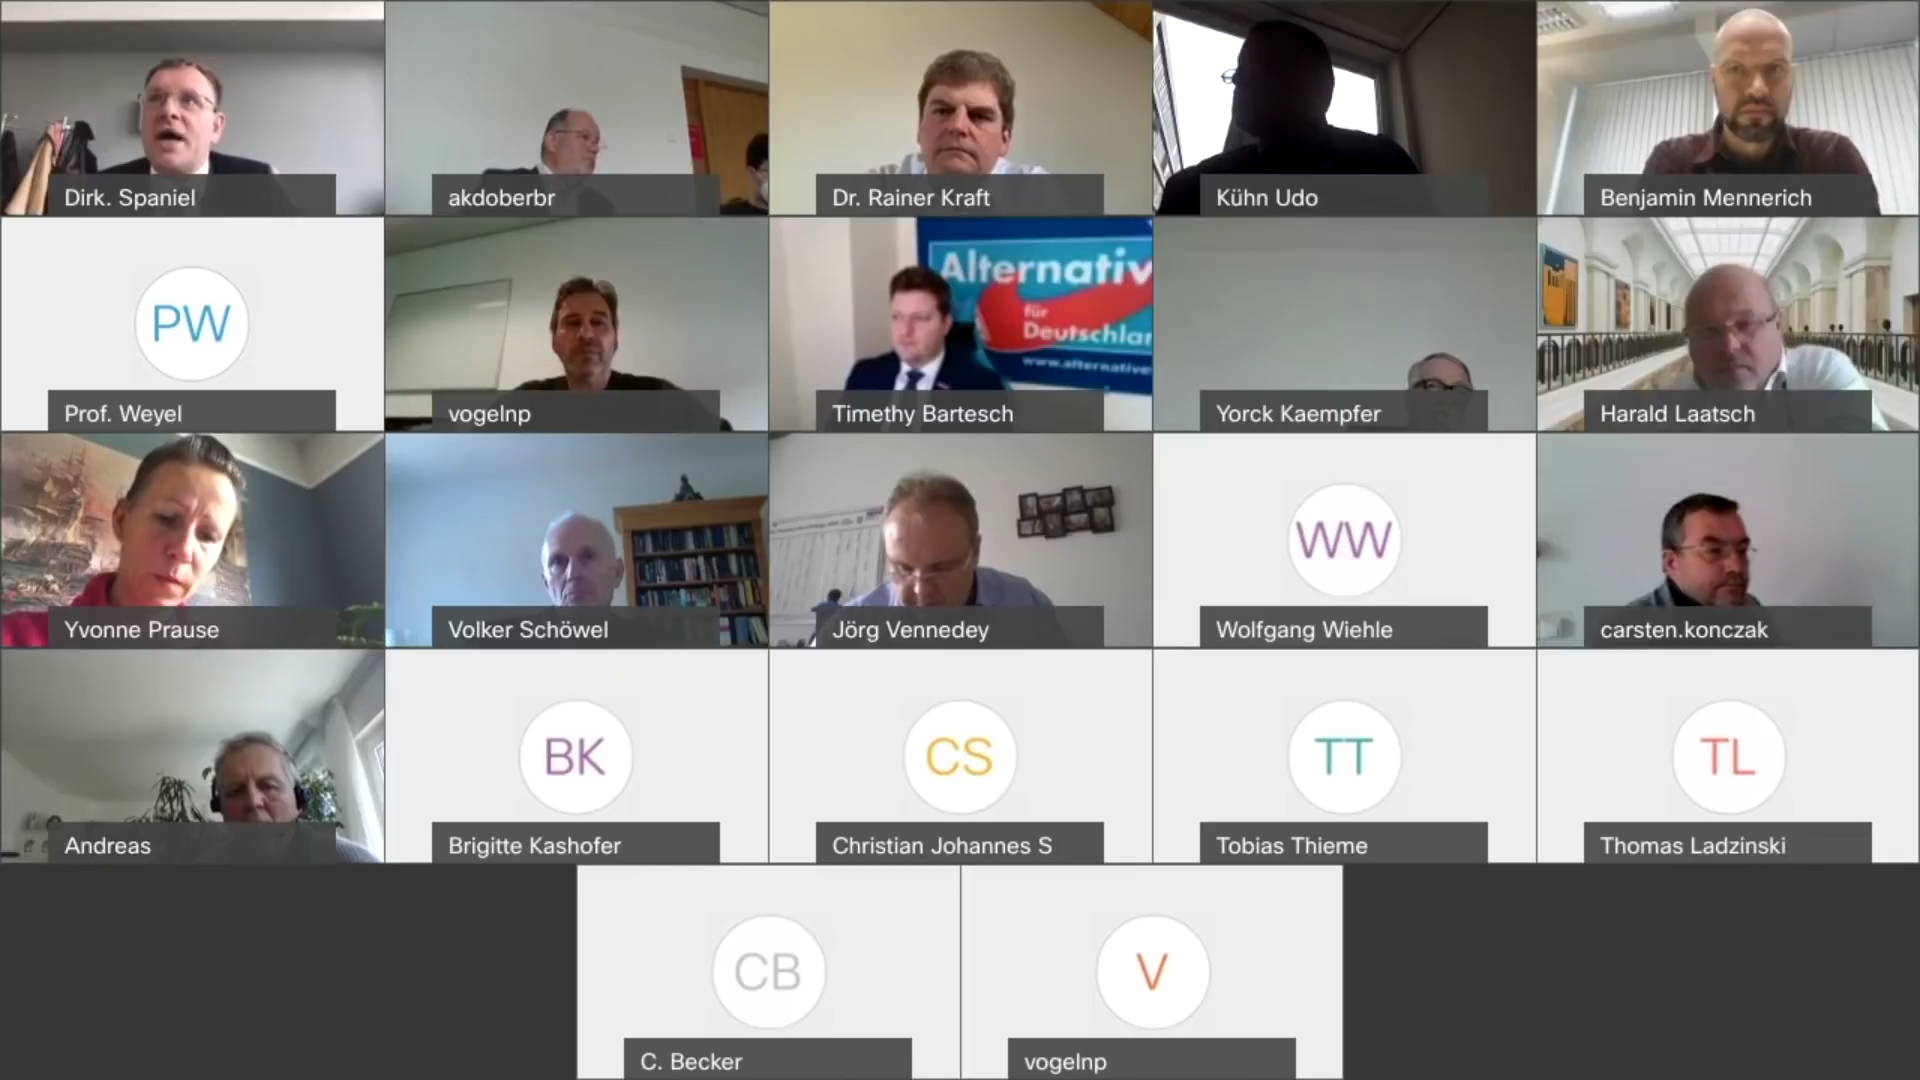 Dirk. Spaniel
akdoberbr
Dr. Rainer Kraft
Kühn Udo
Benjamin Mennerich
PW
Prof. Weyel
vogelnp
Alternativ
für
Deutschlan
www.alternative
Timethy Bartesch
Yorck Kaempfer
Harald Laatsch
Yvonne Prause
Volker Schöwel
Jörg Vennedey
WW
Wolfgang Wiehle
carsten.konczak
Andreas
BK
Brigitte Kashofer
CS
Christian Johannes S
TT
Tobias Thieme
TL
Thomas Ladzinski
CB
C. Becker
V
vogelnp